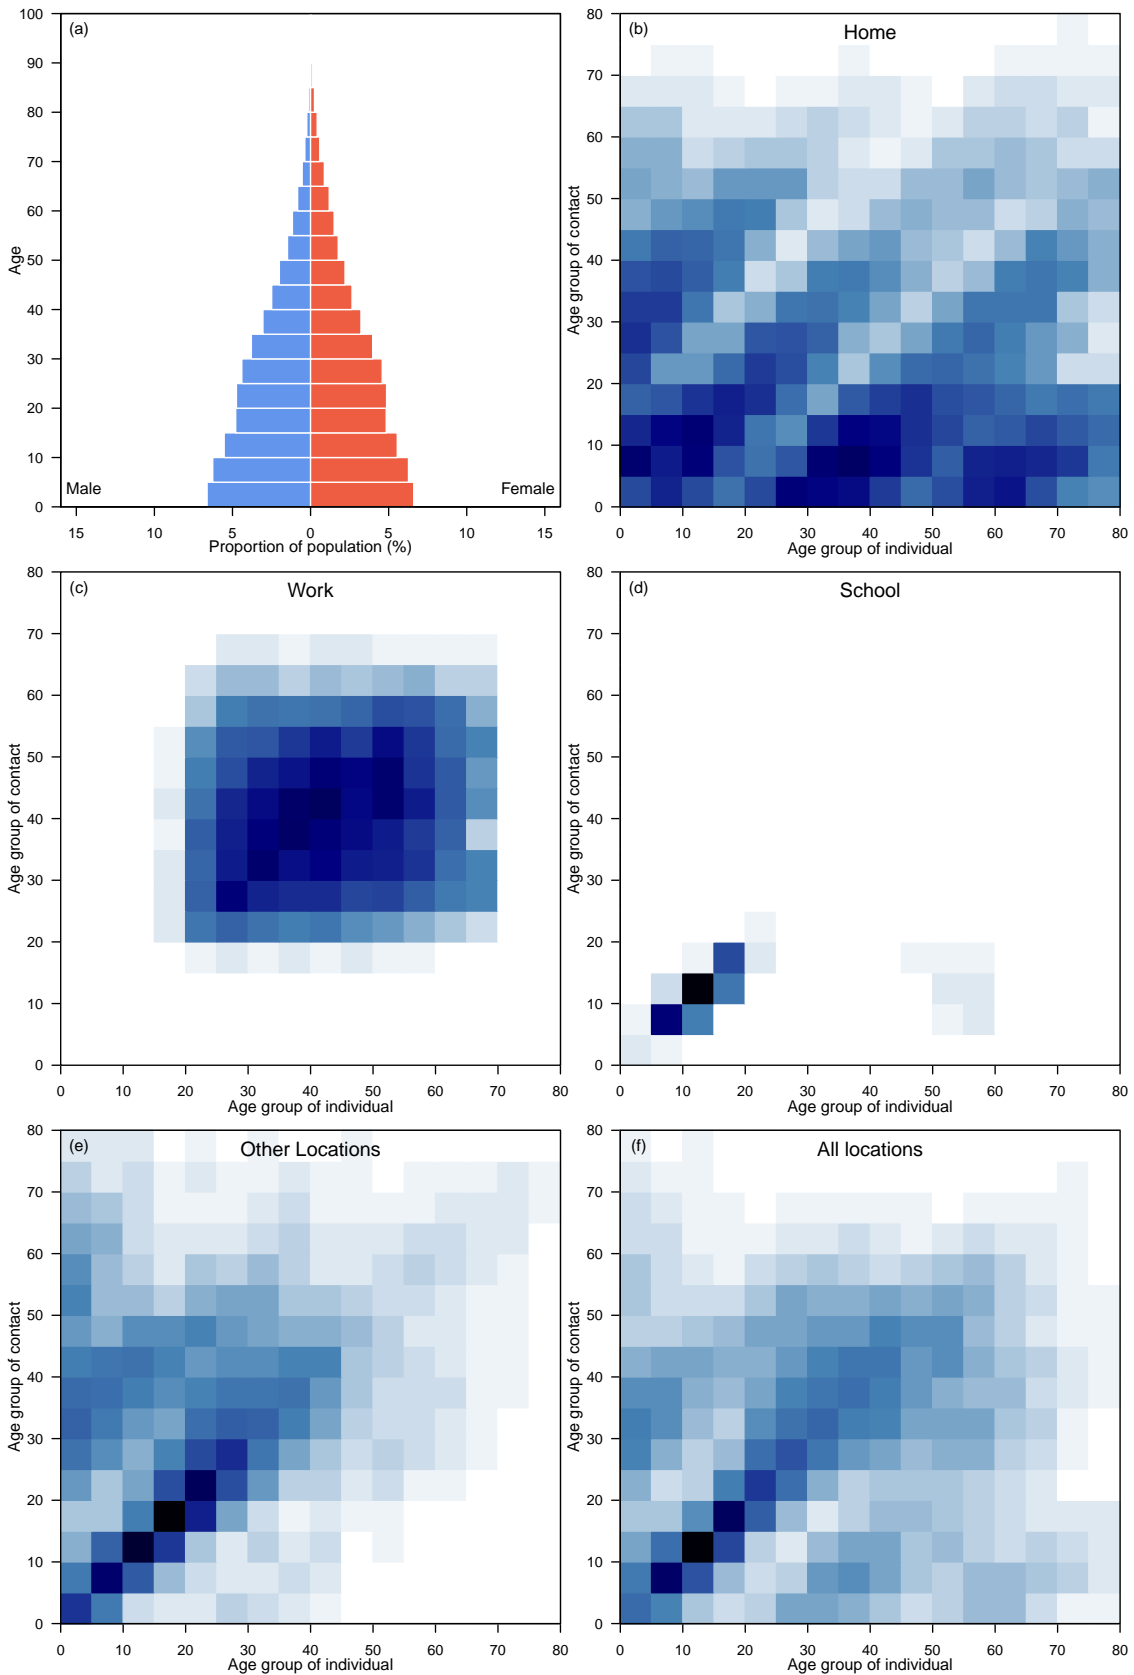 (a)
100
90
80
70
60
50
40
30
20
10
0
Age
Male
Female
15 10 5 0 5 10 15
Proportion of population (%)
(b)
Home
80
70
60
50
40
30
20
10
0
Age group of contact
0 10 20 30 40 50 60 70 80
Age group of individual
(c)
Work
80
70
60
50
40
30
20
10
0
Age group of contact
0 10 20 30 40 50 60 70 80
Age group of individual
(d)
School
80
70
60
50
40
30
20
10
0
Age group of contact
0 10 20 30 40 50 60 70 80
Age group of individual
(e)
Other Locations
80
70
60
50
40
30
20
10
0
Age group of contact
0 10 20 30 40 50 60 70 80
Age group of individual
(f)
All locations
80
70
60
50
40
30
20
10
0
Age group of contact
0 10 20 30 40 50 60 70 80
Age group of individual